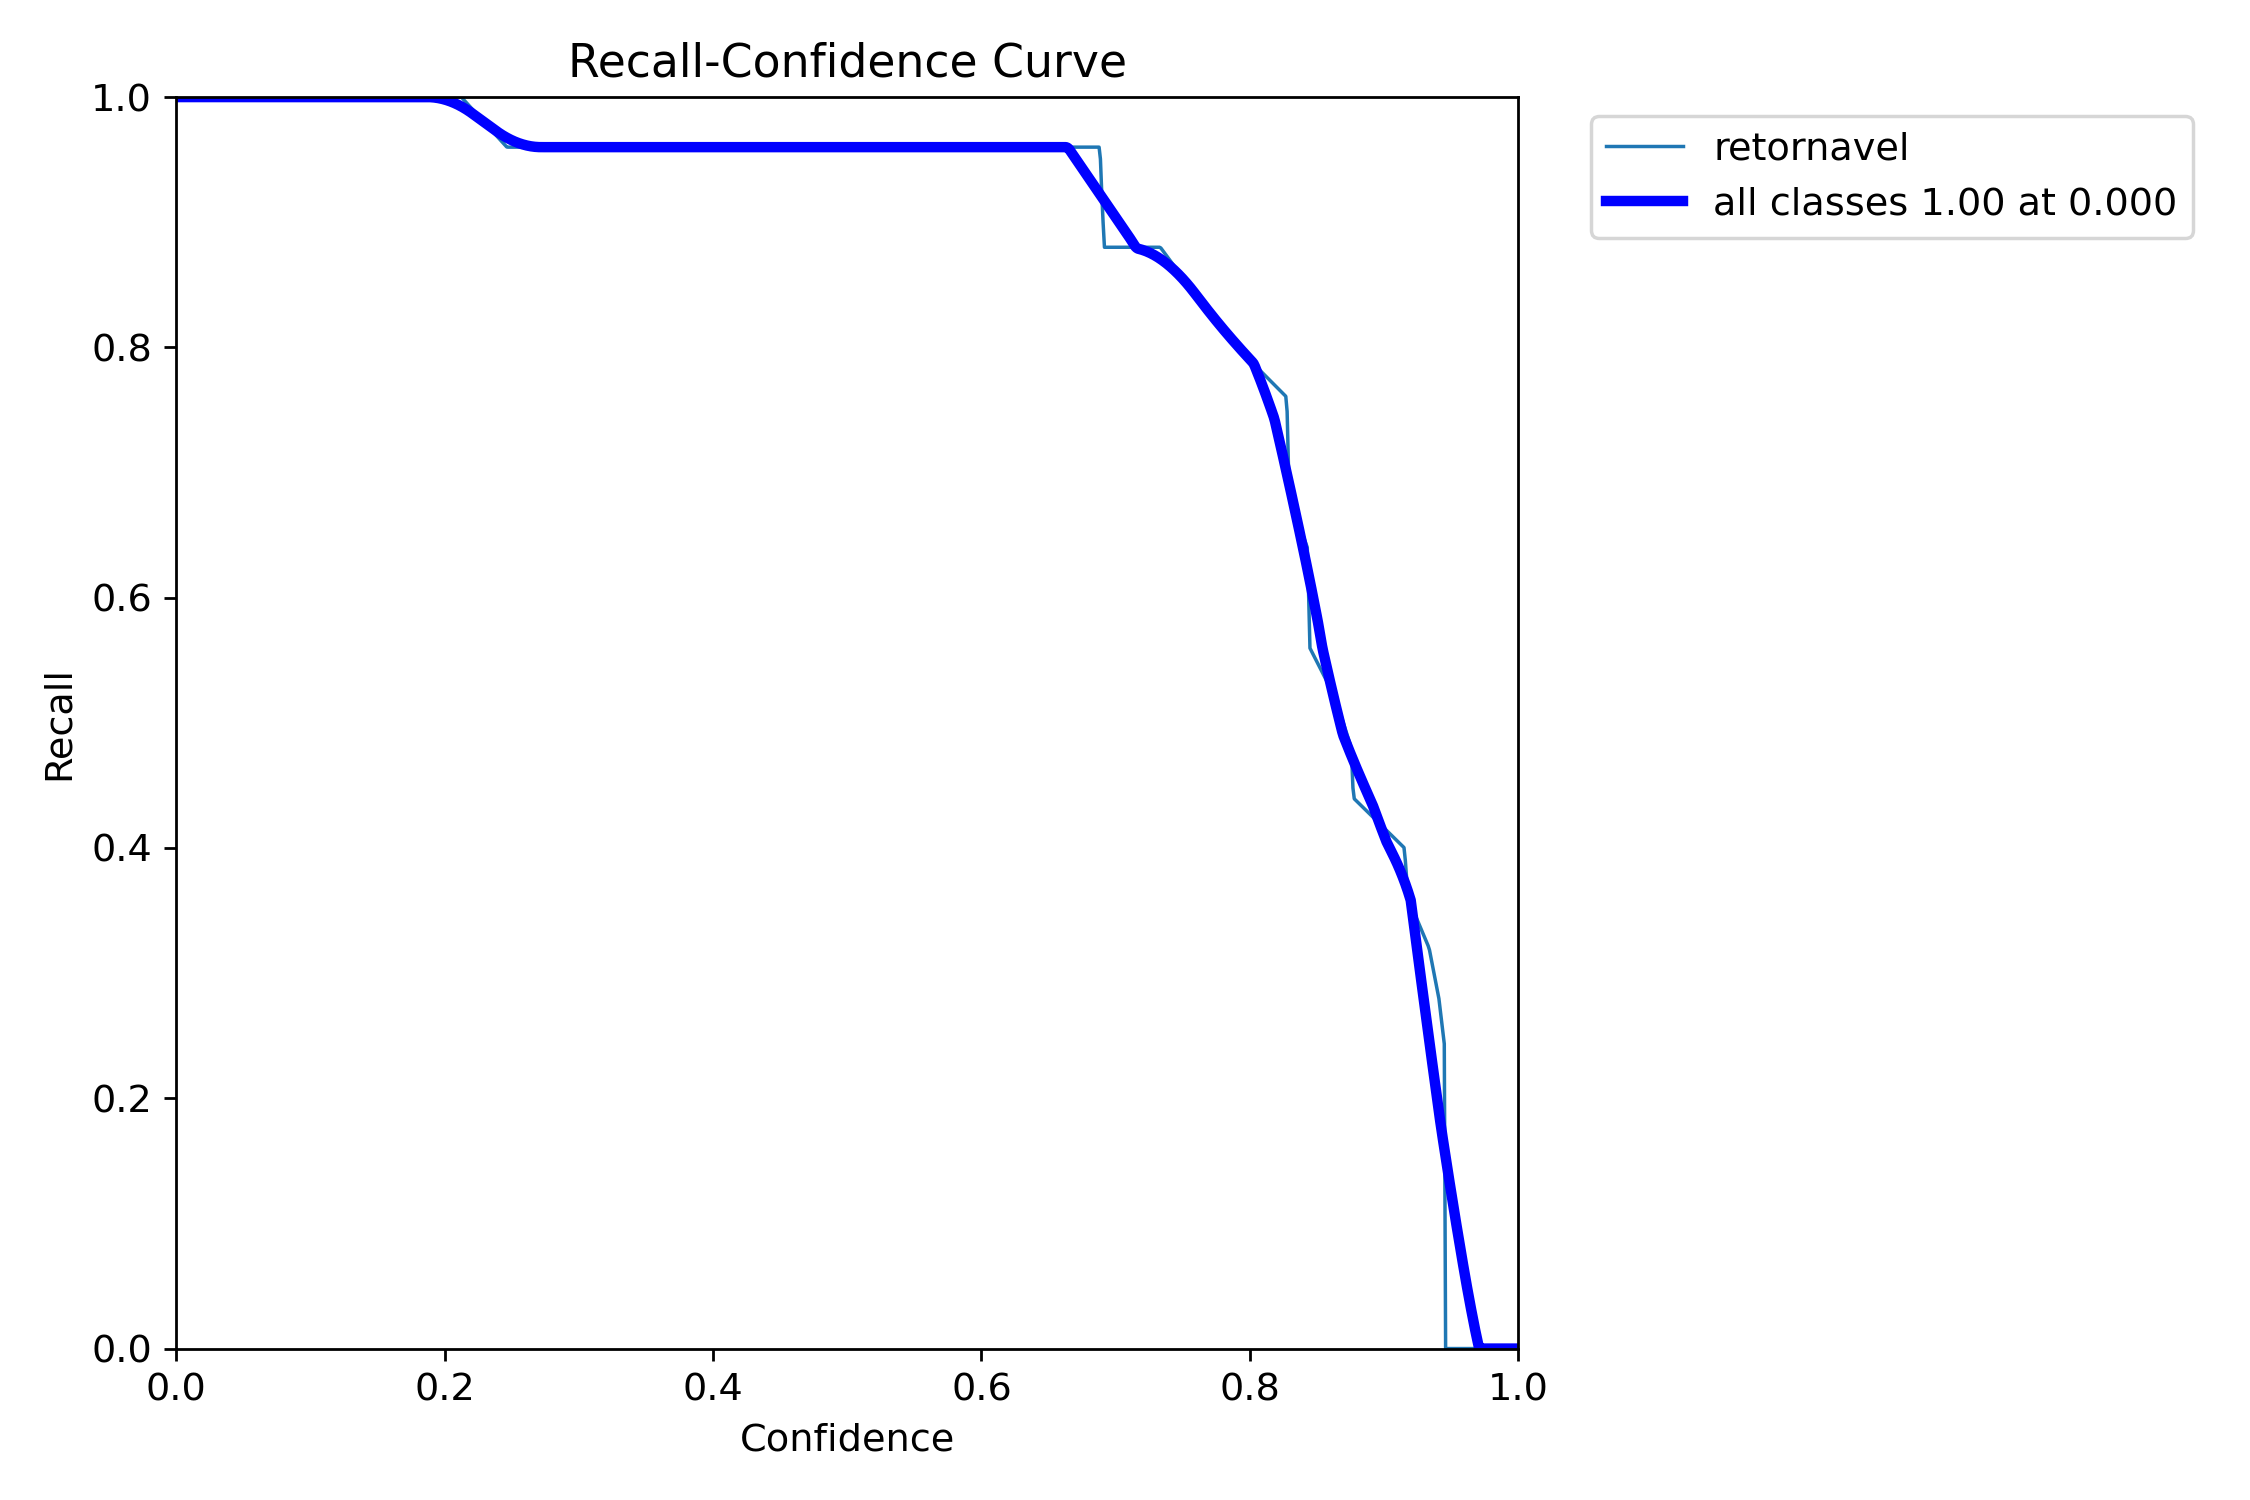 Recall-Confidence Curve
1.0
0.8
0.6
0.4
0.2
0.0
Recall
0.0 0.2 0.4 0.6 0.8 1.0
Confidence
retornavel
all classes 1.00 at 0.000